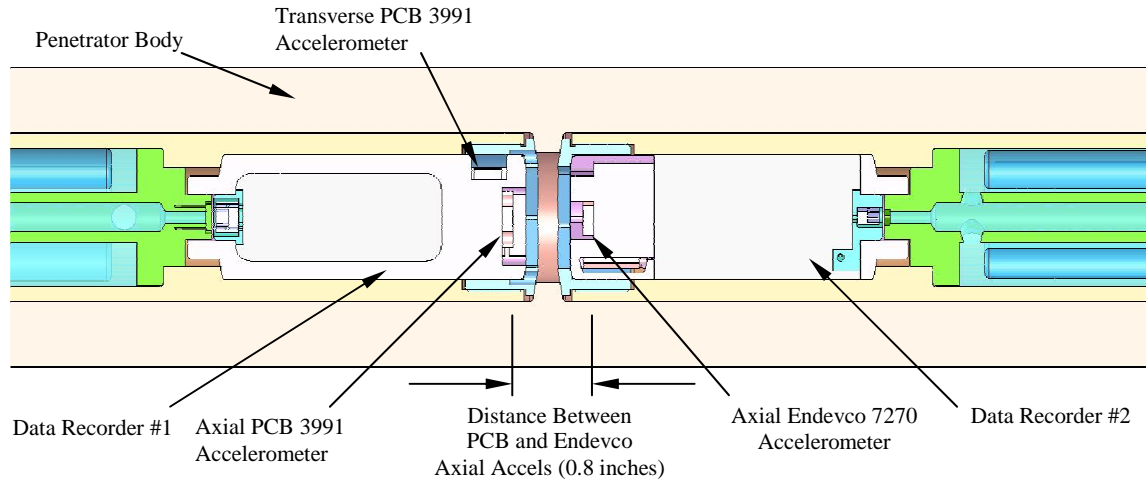 Transverse PCB 3991
Accelerometer
Penetrator Body
Data Recorder #1
Axial PCB 3991
Accelerometer
Distance Between
PCB and Endevco
Axial Accels (0.8 inches)
Axial Endevco 7270
Accelerometer
Data Recorder #2